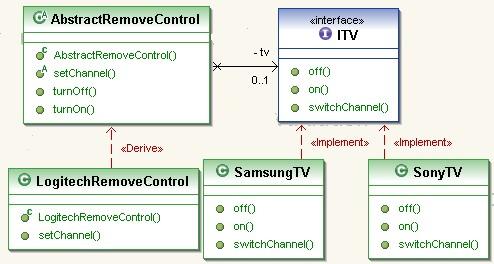 AbstractRemoveControl
AbstractRemoveControl()
setChannel()
turnOff()
turnOn()
- tv
0..1
«interface»
ITV
off()
on()
switchChannel()
«Derive»
«Implement»
«Implement»
LogitechRemoveControl
LogitechRemoveControl()
setChannel()
SamsungTV
off()
on()
switchChannel()
SonyTV
off()
on()
switchChannel()